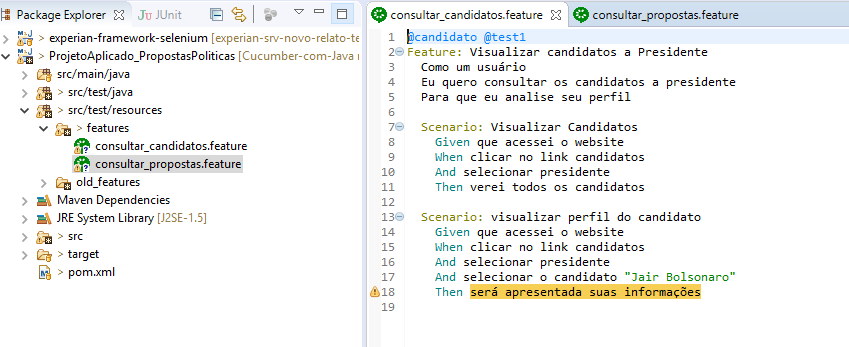 Package Explorer
JUnit
experian-framework-selenium [experian-srv-novo-relato-te
ProjetoAplicado_PropostasPoliticas [Cucumber-com-Java r
src/main/java
> src/test/java
> src/test/resources
> features
consultar_candidatos.feature
consultar_propostas.feature
old_features
Maven Dependencies
JRE System Library [J2SE-1.5]
> src
> target
> pom.xml
consultar_candidatos.feature
consultar_propostas.feature
1 @candidato @test1
2 Feature: Visualizar candidatos a Presidente
3 Como um usuário
4 Eu quero consultar os candidatos a presidente
5 Para que eu analise seu perfil
6
7 Scenario: Visualizar Candidatos
8 Given que acessei o website
9 When clicar no link candidatos
10 And selecionar presidente
11 Then verei todos os candidatos
12
13 Scenario: visualizar perfil do candidato
14 Given que acessei o website
15 When clicar no link candidatos
16 And selecionar presidente
17 And selecionar o candidato "Jair Bolsonaro"
18 Then será apresentada suas informações
19